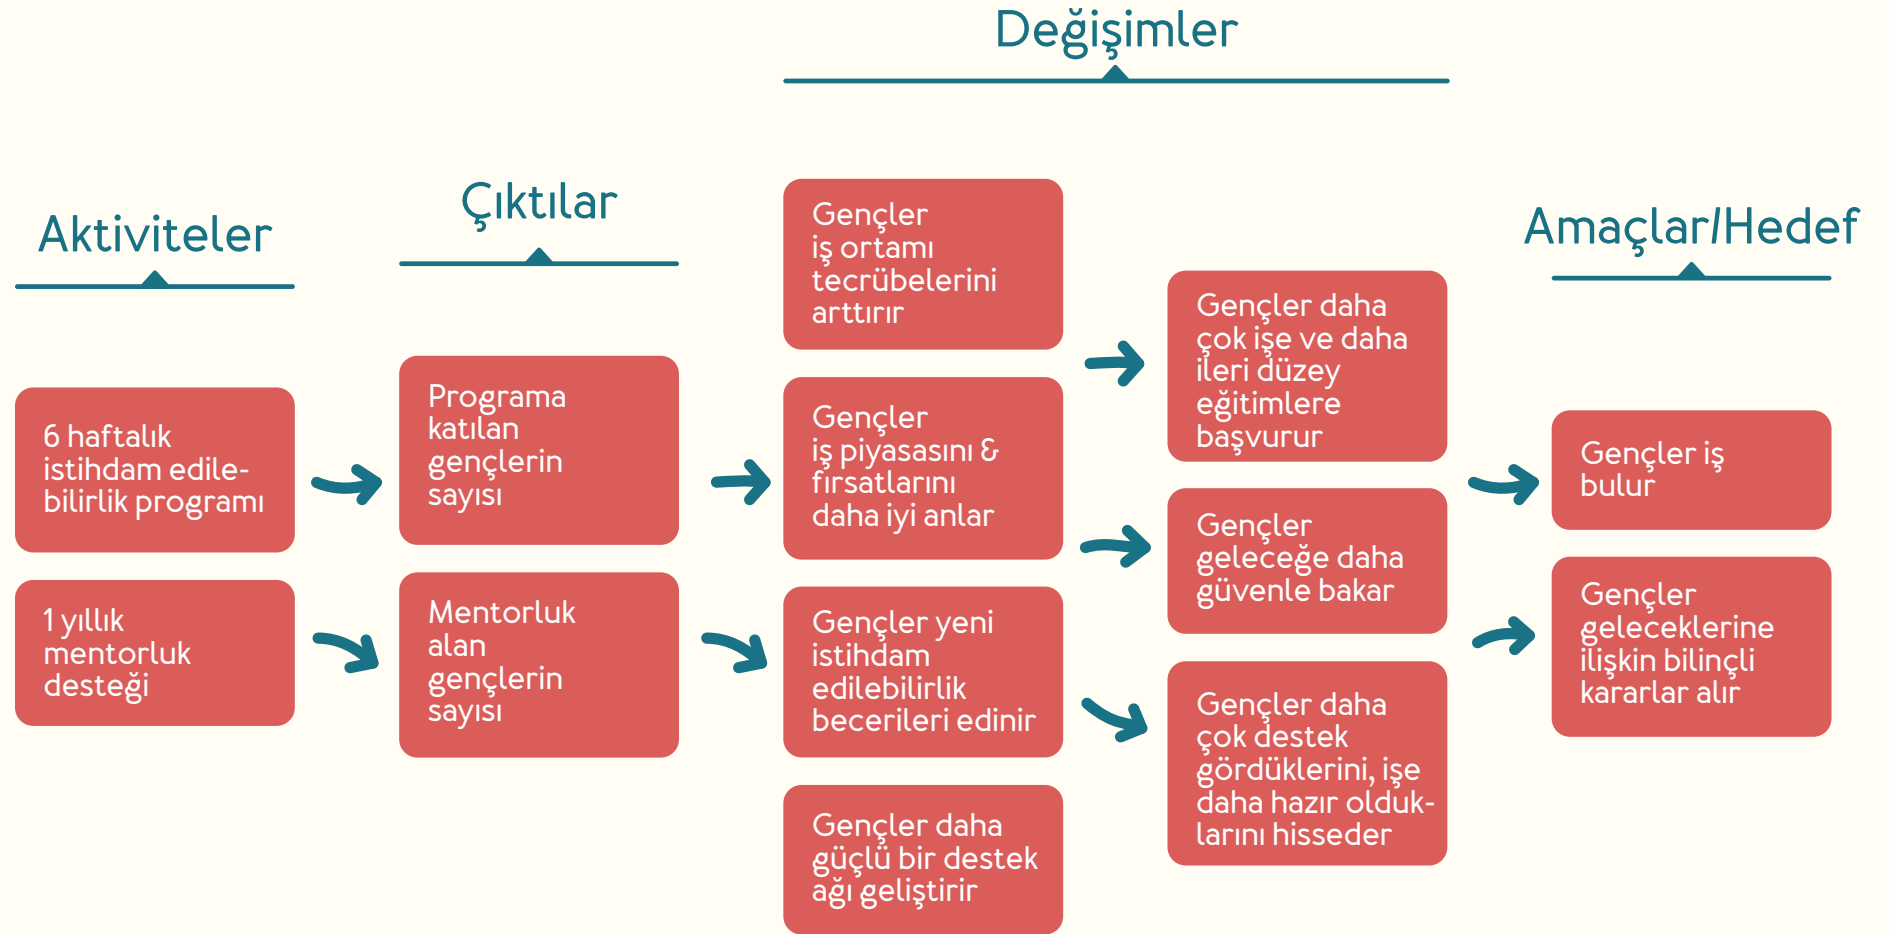 Değişimler
Aktiviteler
6 haftalık
istihdam edile-
bilirlik programı
1 yıllık
mentorluk
desteği
Çıktılar
Programa
katılan
gençlerin
sayısı
Mentorluk
alan
gençlerin
sayısı
Gençler
iş ortamı
tecrübelerini
arttırır
Gençler
iş piyasasını &
fırsatlarını
daha iyi anlar
Gençler yeni
istihdam
edilebilirlik
becerileri edinir
Gençler daha
güçlü bir destek
ağı geliştirir
Gençler daha
çok işe ve daha
ileri düzey
eğitimlere
başvurur
Gençler
geleceğe daha
güvenle bakar
Gençler daha
çok destek
gördüklerini, işe
daha hazır olduk-
larını hisseder
Amaçlar/Hedef
Gençler iş
bulur
Gençler
geleceklerine
ilişkin bilinçli
kararlar alır